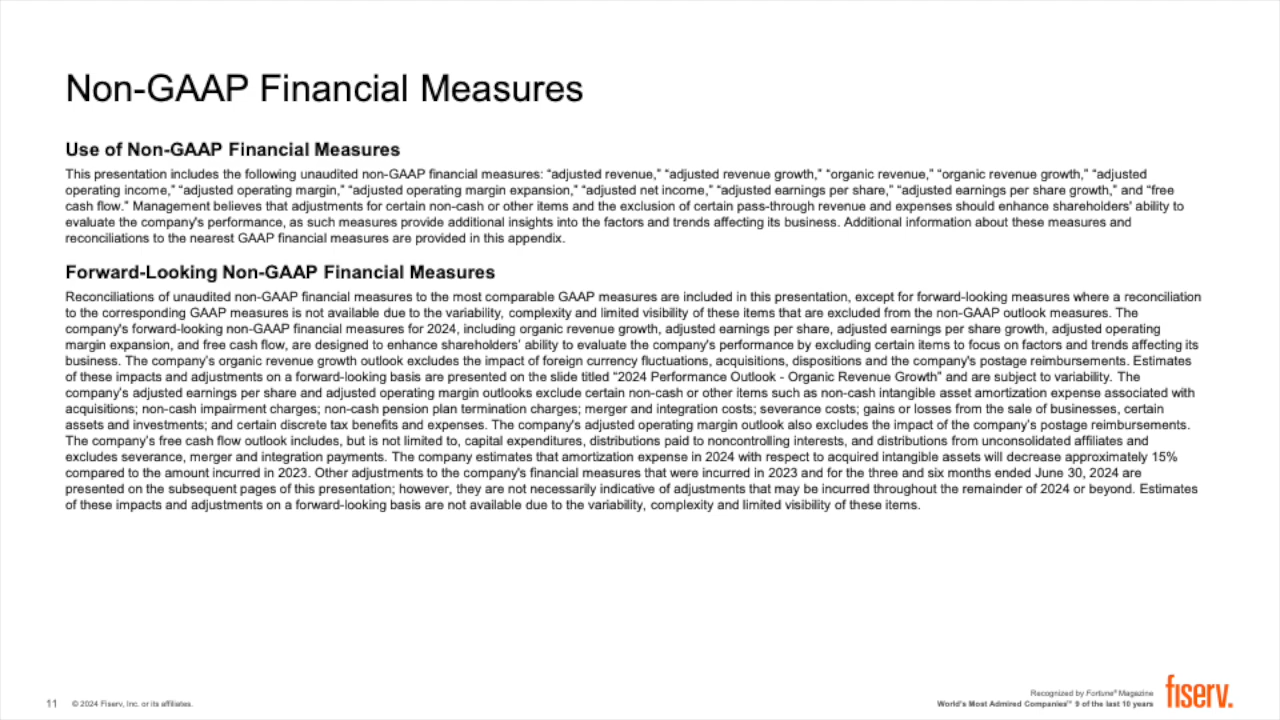 Non-GAAP Financial Measures
Use of Non-GAAP Financial Measures
This presentation includes the following unaudited non-GAAP financial measures: “adjusted revenue,” “adjusted revenue growth,” “organic revenue,” “organic revenue growth,” “adjusted
operating income,” “adjusted operating margin,” “adjusted operating margin expansion,” “adjusted net income,” “adjusted earnings per share,” “adjusted earnings per share growth,” and “free
cash flow.” Management believes that adjustments for certain non-cash or other items and the exclusion of certain pass-through revenue and expenses should enhance shareholders' ability to
evaluate the company's performance, as such measures provide additional insights into the factors and trends affecting its business. Additional information about these measures and
reconciliations to the nearest GAAP financial measures are provided in this appendix.
Forward-Looking Non-GAAP Financial Measures
Reconciliations of unaudited non-GAAP financial measures to the most comparable GAAP measures are included in this presentation, except for forward-looking measures where a reconciliation
to the corresponding GAAP measures is not available due to the variability, complexity and limited visibility of these items that are excluded from the non-GAAP outlook measures. The
company's forward-looking non-GAAP financial measures for 2024, including organic revenue growth, adjusted earnings per share, adjusted earnings per share growth, adjusted operating
margin expansion, and free cash flow, are designed to enhance shareholders’ ability to evaluate the company's performance by excluding certain items to focus on factors and trends affecting its
business. The company’s organic revenue growth outlook excludes the impact of foreign currency fluctuations, acquisitions, dispositions and the company's postage reimbursements. Estimates
of these impacts and adjustments on a forward-looking basis are presented on the slide titled “2024 Performance Outlook - Organic Revenue Growth” and are subject to variability. The
company’s adjusted earnings per share and adjusted operating margin outlooks exclude certain non-cash or other items such as non-cash intangible asset amortization expense associated with
acquisitions; non-cash impairment charges; non-cash pension plan termination charges; merger and integration costs; severance costs; gains or losses from the sale of businesses, certain
assets and investments; and certain discrete tax benefits and expenses. The company's adjusted operating margin outlook also excludes the impact of the company’s postage reimbursements.
The company’s free cash flow outlook includes, but is not limited to, capital expenditures, distributions paid to noncontrolling interests, and distributions from unconsolidated affiliates and
excludes severance, merger and integration payments. The company estimates that amortization expense in 2024 with respect to acquired intangible assets will decrease approximately 15%
compared to the amount incurred in 2023. Other adjustments to the company's financial measures that were incurred in 2023 and for the three and six months ended June 30, 2024 are
presented on the subsequent pages of this presentation; however, they are not necessarily indicative of adjustments that may be incurred throughout the remainder of 2024 or beyond. Estimates
of these impacts and adjustments on a forward-looking basis are not available due to the variability, complexity and limited visibility of these items.
11 © 2024 Fiserv, Inc. or its affiliates.
Recognized by Fortune® Magazine
World's Most Admired Companies™ 9 of the last 10 years
fiserv.